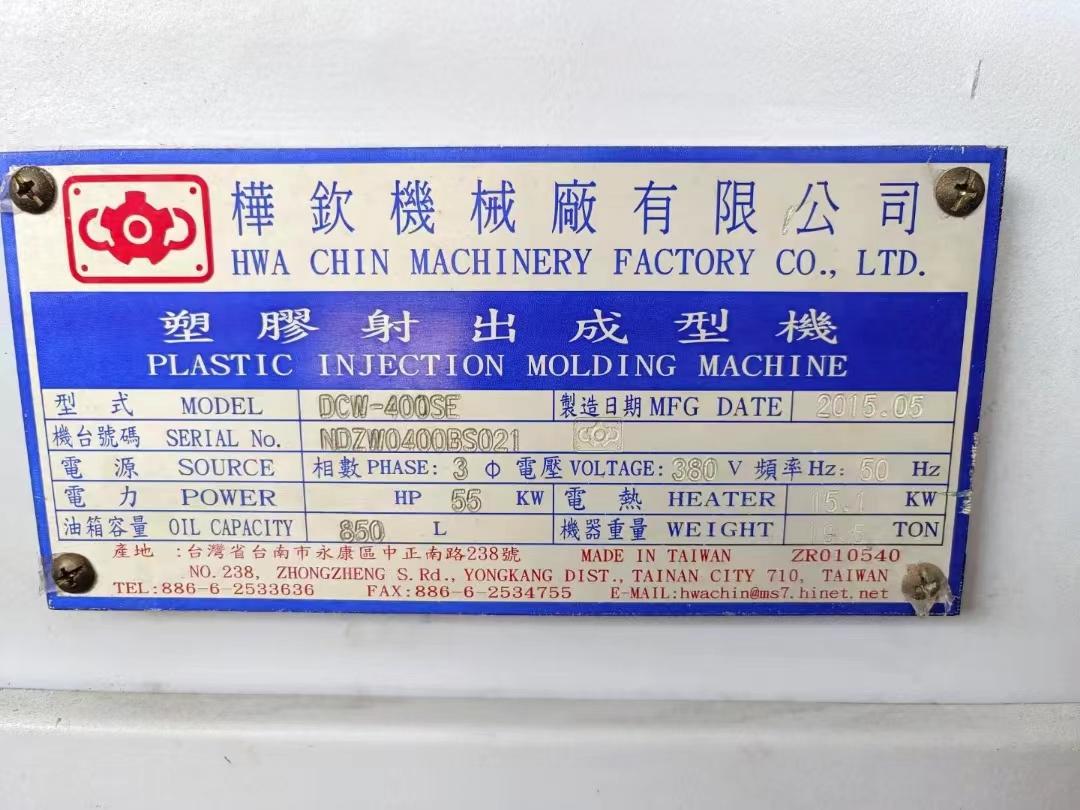 樺欽機械廠有限公司
HWA CHIN MACHINERY FACTORY CO., LTD.
塑膠射出成型機
PLASTIC INJECTION MOLDING MACHINE
型式 MODEL DCW-400SE 製造日期 MFG DATE 2015.05
機台號碼 SERIAL No. NDZW0400BS021
電源 SOURCE 相數 PHASE: 3 Φ 電壓 VOLTAGE: 380 V 頻率 Hz: 50 Hz
電力 POWER HP 55 KW 電熱 HEATER 15.1 KW
油箱容量 OIL CAPACITY 850 L 機器重量 WEIGHT TON
產地:台灣省台南市永康區中正南路238號 MADE IN TAIWAN ZR010540
NO.238, ZHONGZHENG S.Rd., YONGKANG DIST., TAINAN CITY 710, TAIWAN
TEL:886-6-2533636 FAX:886-6-2534755 E-MAIL:hwachin@ms7.hinet.net